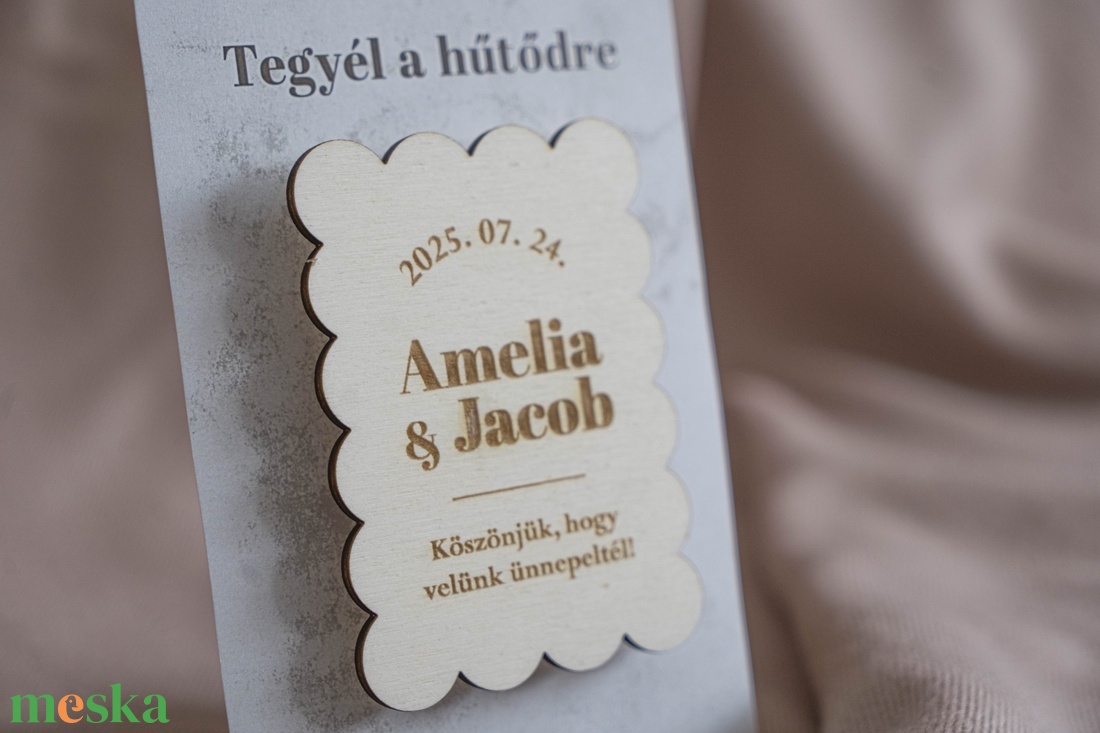 Tegyél a hűtődre
2025. 07. 24.
Amelia
& Jacob
Köszönjük, hogy
velünk ünnepeltél!
meska